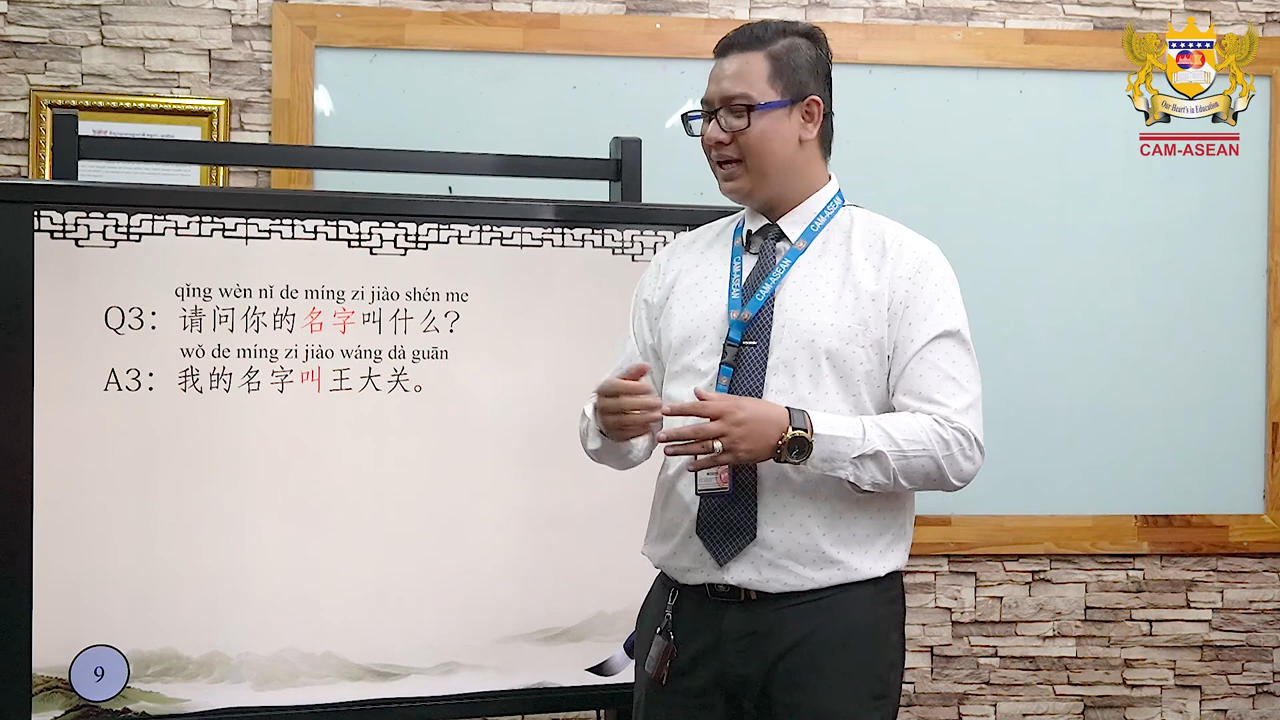 Our Heart's in Education
CAM-ASEAN
qǐng wèn nǐ de míng zi jiào shén me
Q3：请问你的名字叫什么?
wǒ de míng zi jiào wáng dà guān
A3：我的名字叫王大关。
9
CAM-ASEAN
CAM-ASEAN
CAM-ASEAN